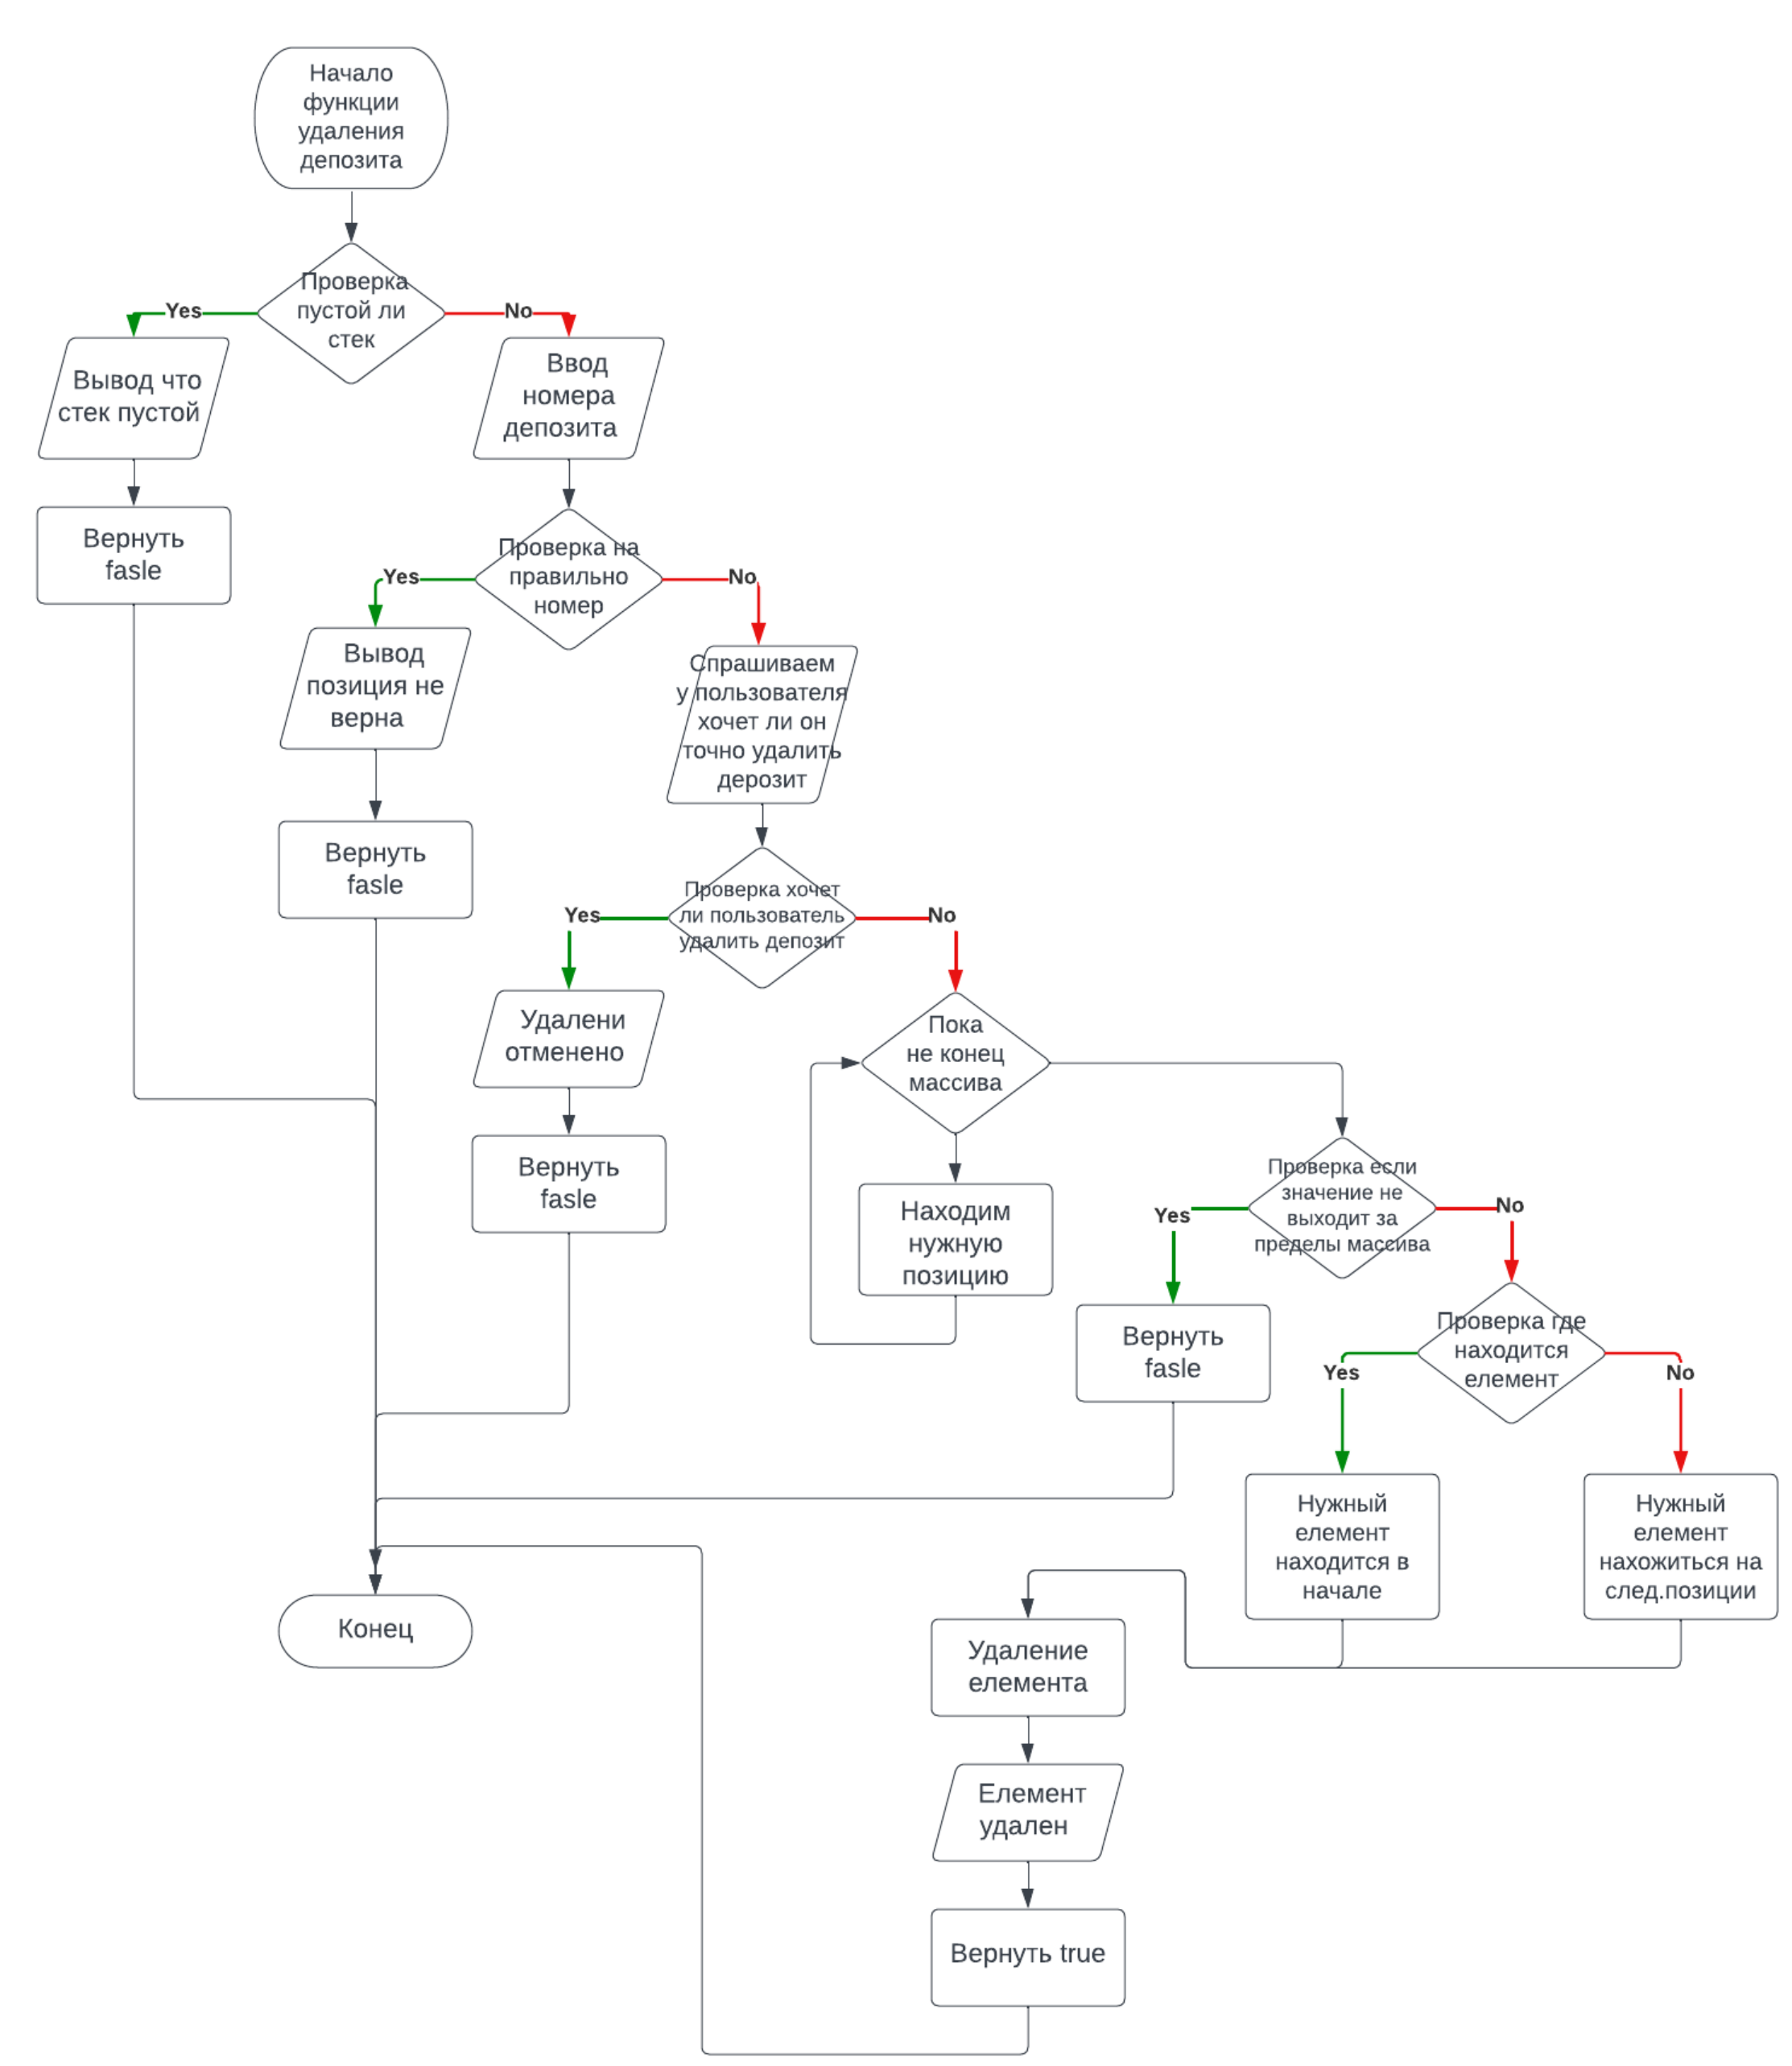 Начало
функции
удаления
депозита
Проверка
пустой ли
стек
Yes
No
Вывод что
стек пустой
Ввод
номера
депозита
Вернуть
fasle
Проверка на
правильно
номер
Yes
No
Вывод
позиция не
верна
Спрашиваем
у пользователя
хочет ли он
точно удалить
дерозит
Вернуть
fasle
Проверка хочет
ли пользователь
удалить депозит
Yes
No
Удалени
отменено
Пока
не конец
массива
Вернуть
fasle
Находим
нужную
позицию
Проверка если
значение не
выходит за
пределы массива
Yes
No
Вернуть
fasle
Проверка где
находится
елемент
Yes
No
Нужный
елемент
находится в
начале
Нужный
елемент
нахожиться на
след.позиции
Конец
Удаление
елемента
Елемент
удален
Вернуть true